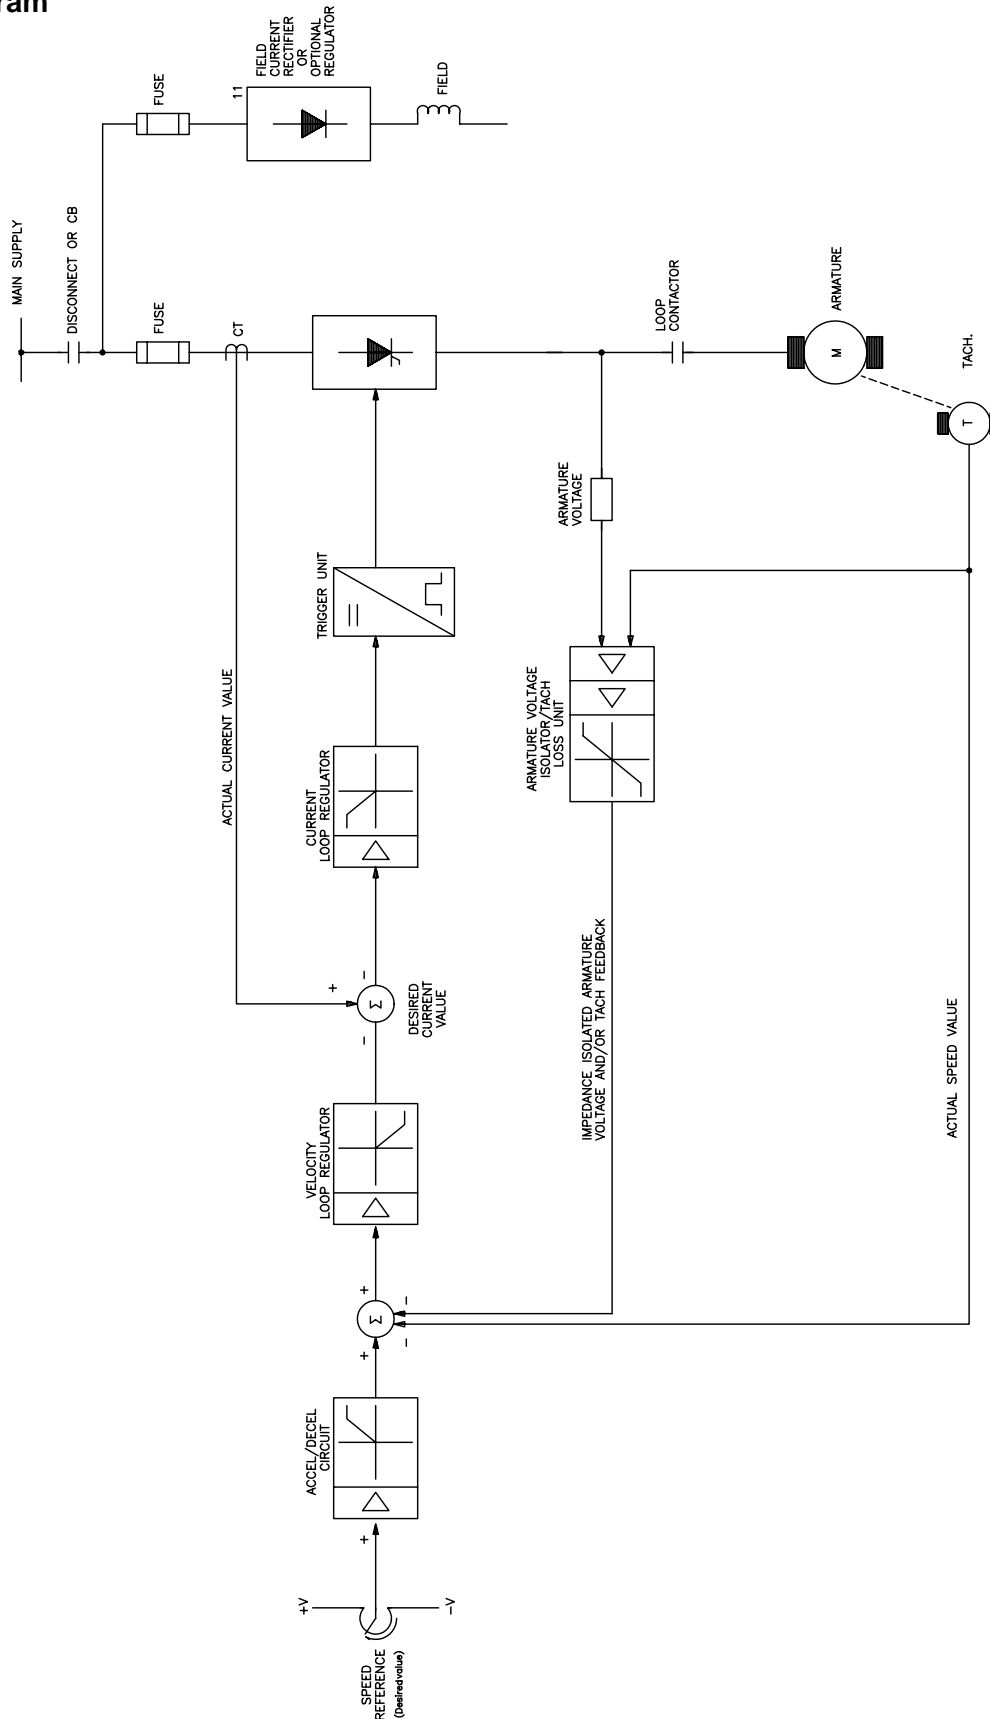 ram
MAIN SUPPLY
DISCONNECT OR CB
FUSE
11
FIELD
CURRENT
RECTIFIER
OR
OPTIONAL
REGULATOR
FIELD
FUSE
CT
LOOP
CONTACTOR
ARMATURE
M
TACH.
T
ARMATURE
VOLTAGE
TRIGGER UNIT
ACTUAL CURRENT VALUE
CURRENT
LOOP REGULATOR
ARMATURE VOLTAGE
ISOLATOR/TACH
LOSS UNIT
+
-
Σ
-
DESIRED
CURRENT
VALUE
IMPEDANCE ISOLATED ARMATURE
VOLTAGE AND/OR TACH FEEDBACK
ACTUAL SPEED VALUE
VELOCITY
LOOP REGULATOR
+
-
Σ
+
-
ACCEL/DECEL
CIRCUIT
+
+V
-V
SPEED
REFERENCE
(Desiredvalue)